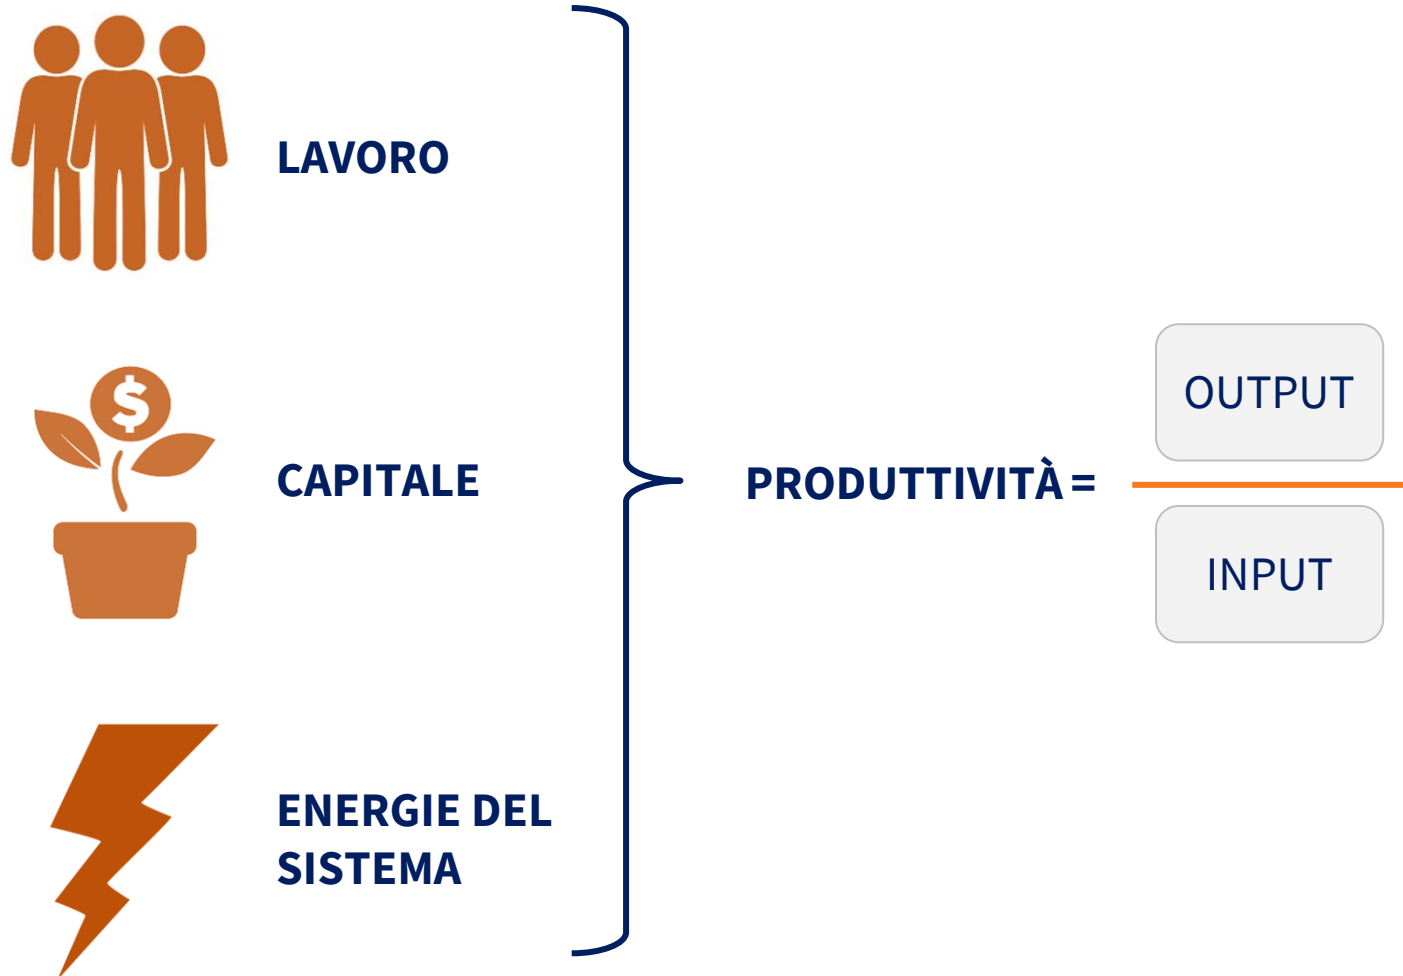 LAVORO
$
CAPITALE
ENERGIE DEL
SISTEMA
PRODUTTIVITÀ =
OUTPUT
INPUT